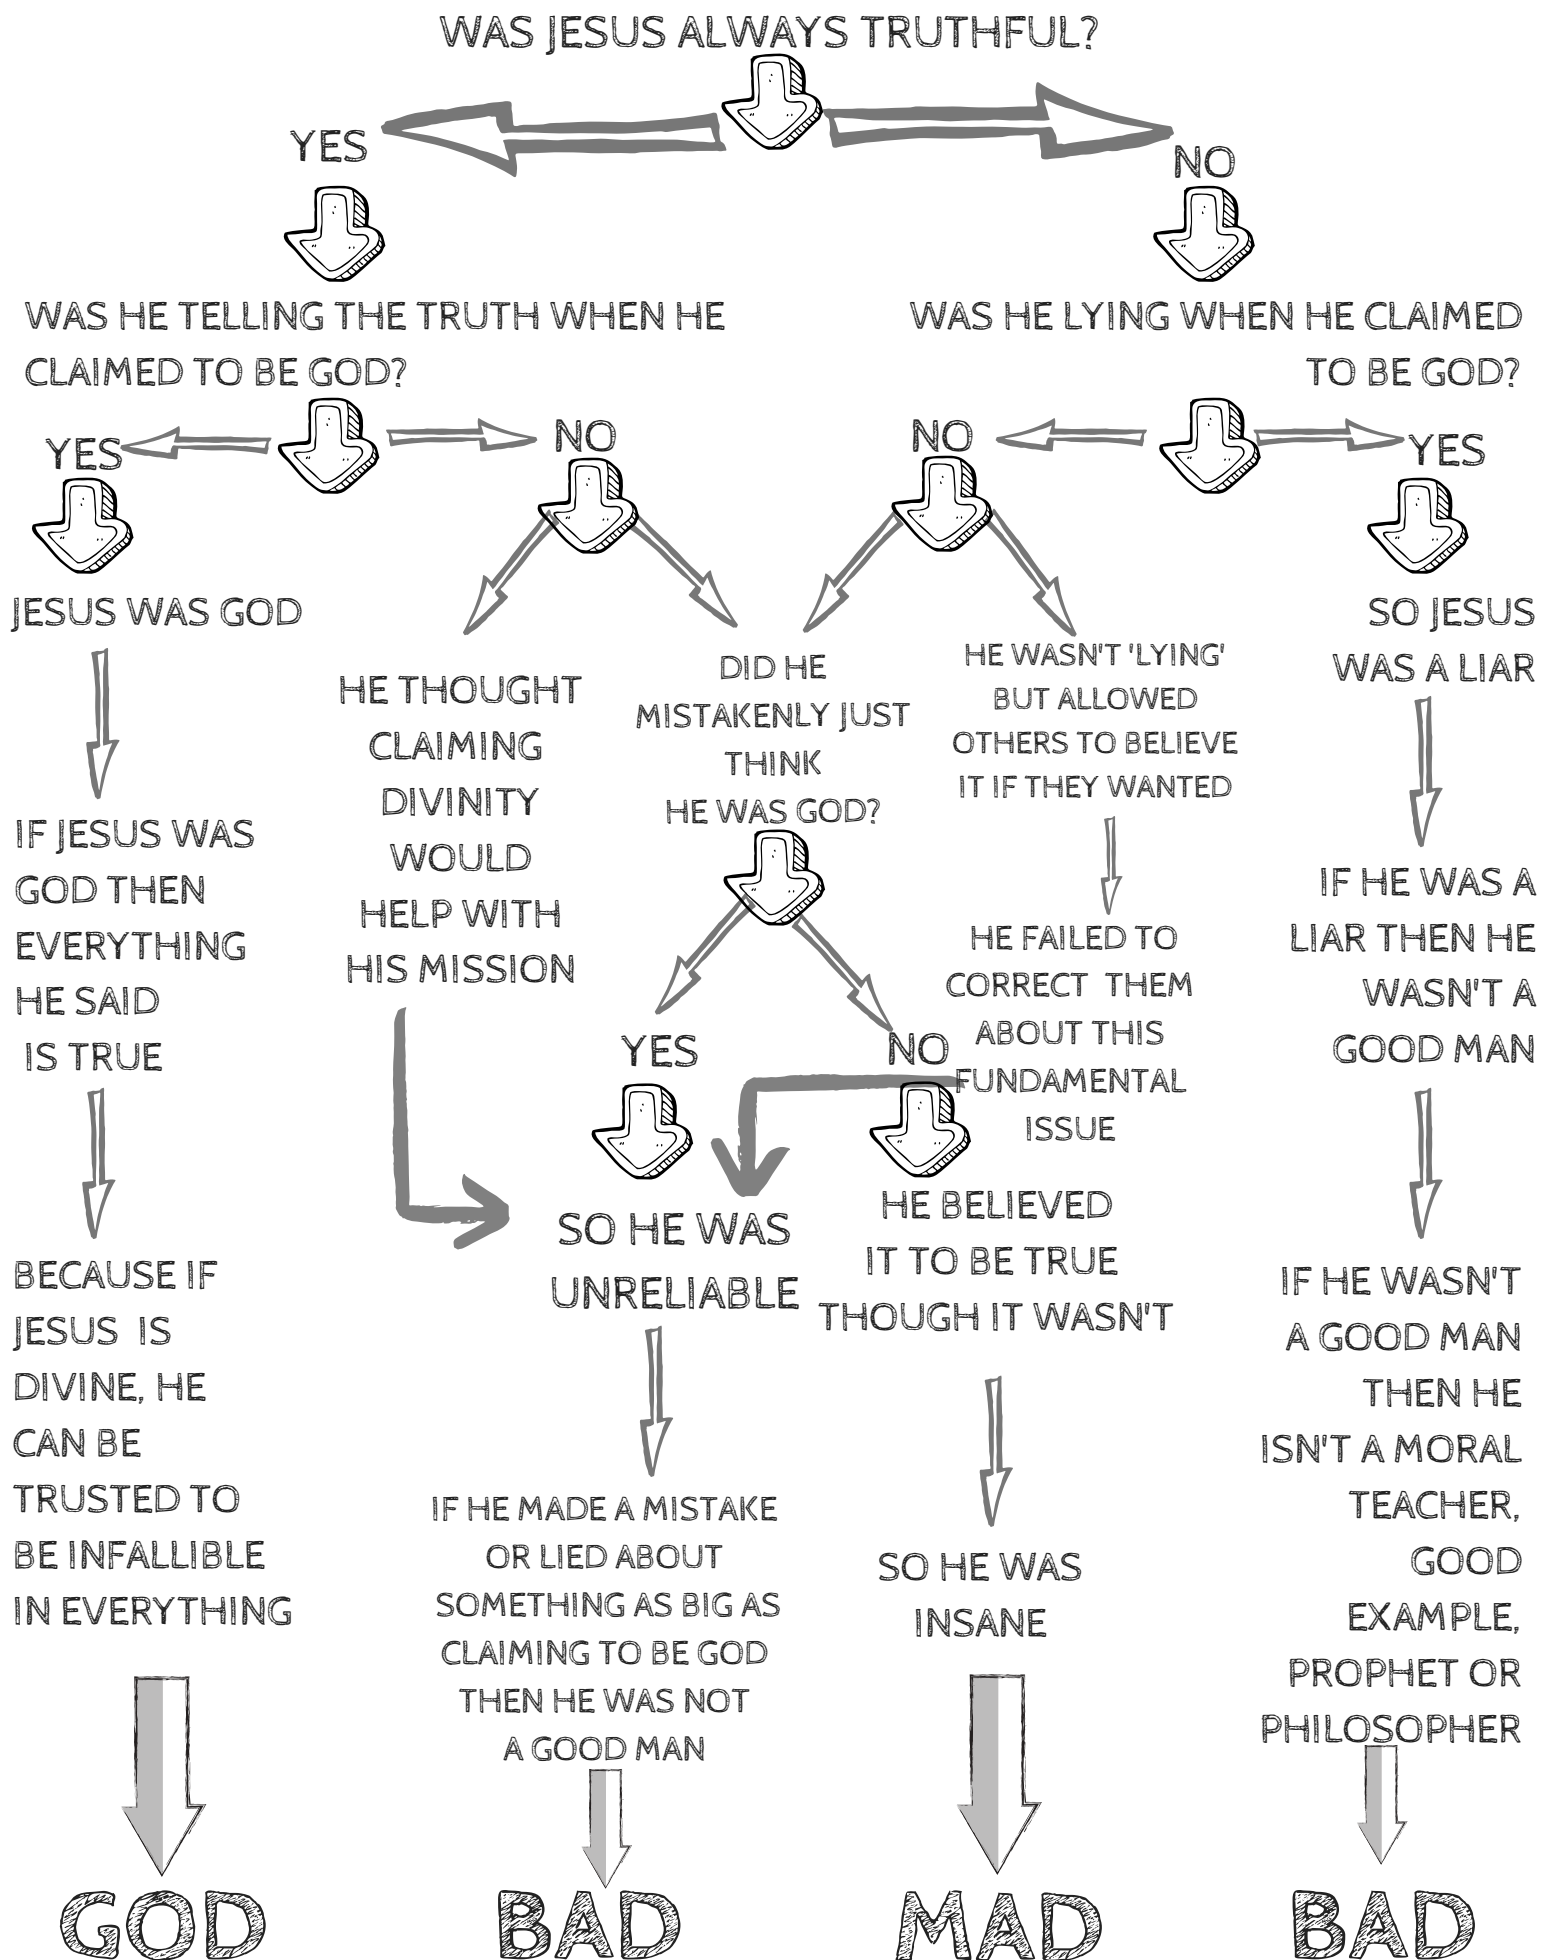 WAS JESUS ALWAYS TRUTHFUL?
YES
NO
WAS HE TELLING THE TRUTH WHEN HE
CLAIMED TO BE GOD?
WAS HE LYING WHEN HE CLAIMED
TO BE GOD?
YES
NO
NO
YES
JESUS WAS GOD
IF JESUS WAS
GOD THEN
EVERYTHING
HE SAID
IS TRUE
BECAUSE IF
JESUS IS
DIVINE, HE
CAN BE
TRUSTED TO
BE INFALLIBLE
IN EVERYTHING
GOD
HE THOUGHT
CLAIMING
DIVINITY
WOULD
HELP WITH
HIS MISSION
DID HE
MISTAKENLY JUST
THINK
HE WAS GOD?
YES
NO
SO HE WAS
UNRELIABLE
IF HE MADE A MISTAKE
OR LIED ABOUT
SOMETHING AS BIG AS
CLAIMING TO BE GOD
THEN HE WAS NOT
A GOOD MAN
BAD
HE WASN'T 'LYING'
BUT ALLOWED
OTHERS TO BELIEVE
IT IF THEY WANTED
HE FAILED TO
CORRECT THEM
ABOUT THIS
FUNDAMENTAL
ISSUE
HE BELIEVED
IT TO BE TRUE
THOUGH IT WASN'T
SO HE WAS
INSANE
MAD
SO JESUS
WAS A LIAR
IF HE WAS A
LIAR THEN HE
WASN'T A
GOOD MAN
IF HE WASN'T
A GOOD MAN
THEN HE
ISN'T A MORAL
TEACHER,
GOOD
EXAMPLE,
PROPHET OR
PHILOSOPHER
BAD